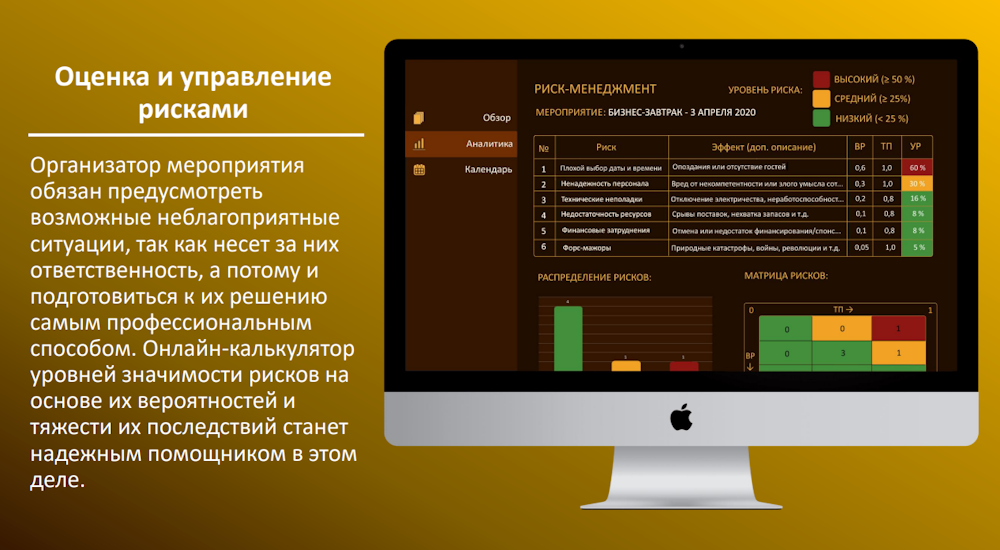 Оценка и управление
рисками
Организатор мероприятия
обязан предусмотреть
возможные неблагоприятные
ситуации, так как несет за них
ответственность, а потому и
подготовиться к их решению
самым профессиональным
способом. Онлайн-калькулятор
уровней значимости рисков на
основе их вероятностей и
тяжести их последствий станет
надежным помощником в этом
деле.
Обзор
Аналитика
Календарь
РИСК-МЕНЕДЖМЕНТ
МЕРОПРИЯТИЕ: БИЗНЕС-ЗАВТРАК - 3 АПРЕЛЯ 2020
УРОВЕНЬ РИСКА:
ВЫСОКИЙ (≥ 50 %)
СРЕДНИЙ (≥ 25%)
НИЗКИЙ (< 25 %)
№ Риск Эффект (доп. описание) ВР ТП УР
1 Плохой выбор даты и времени Опоздания или отсутствие гостей 0,6 1,0 60 %
2 Ненадежность персонала Вред от некомпетентности или злого умысла сот... 0,3 1,0 30 %
3 Технические неполадки Отключение электричества, неработоспособност... 0,2 0,8 16 %
4 Недостаточность ресурсов Срывы поставок, нехватка запасов и т.д. 0,1 0,8 8 %
5 Финансовые затруднения Отмена или недостаток финансирования/спонс... 0,1 0,8 8 %
6 Форс-мажоры Природные катастрофы, войны, революции и т.д. 0,05 1,0 5 %
РАСПРЕДЕЛЕНИЕ РИСКОВ:
4
1 1
МАТРИЦА РИСКОВ:
0 ТП → 1
0 0 1
ВР ↓ 0 3 1